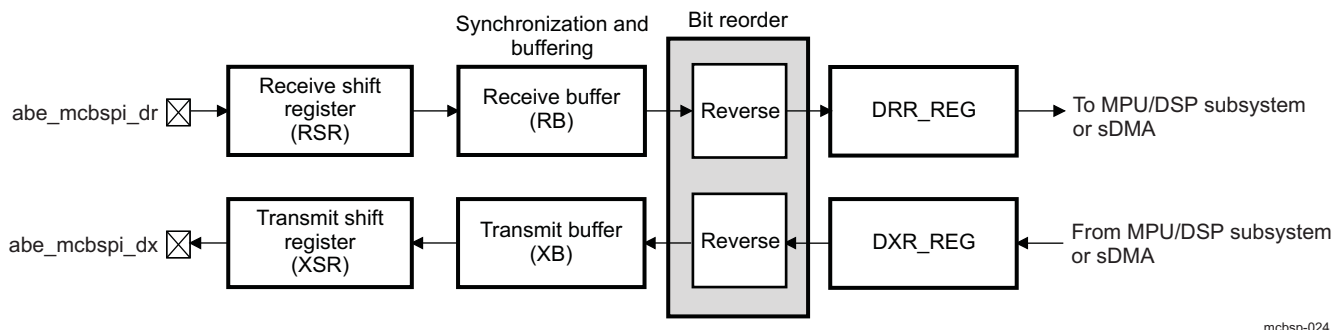 Bit reorder
Synchronization and
buffering
abe_mcbspi_dr
Receive shift
register
(RSR)
Receive buffer
(RB)
Reverse
DRR_REG
To MPU/DSP subsystem
or sDMA
abe_mcbspi_dx
Transmit shift
register
(XSR)
Transmit buffer
(XB)
Reverse
DXR_REG
From MPU/DSP subsystem
or sDMA
mcbsp-024